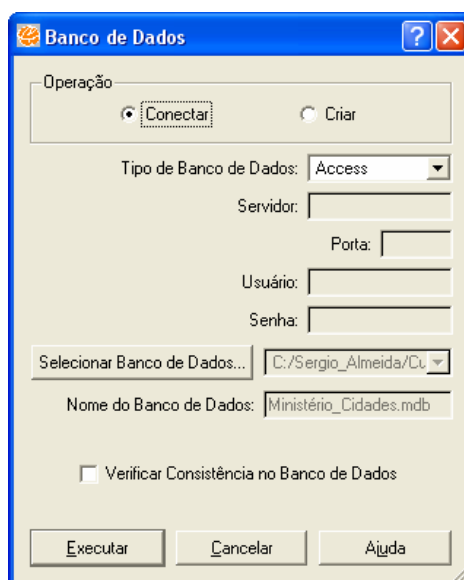 Banco de Dados
Operação
Conectar Criar
Tipo de Banco de Dados: Access
Servidor:
Porta:
Usuário:
Senha:
Selecionar Banco de Dados... C:/Sergio_Almeida/Cu
Nome do Banco de Dados: Ministério_Cidades.mdb
Verificar Consistência no Banco de Dados
Executar Cancelar Ajuda